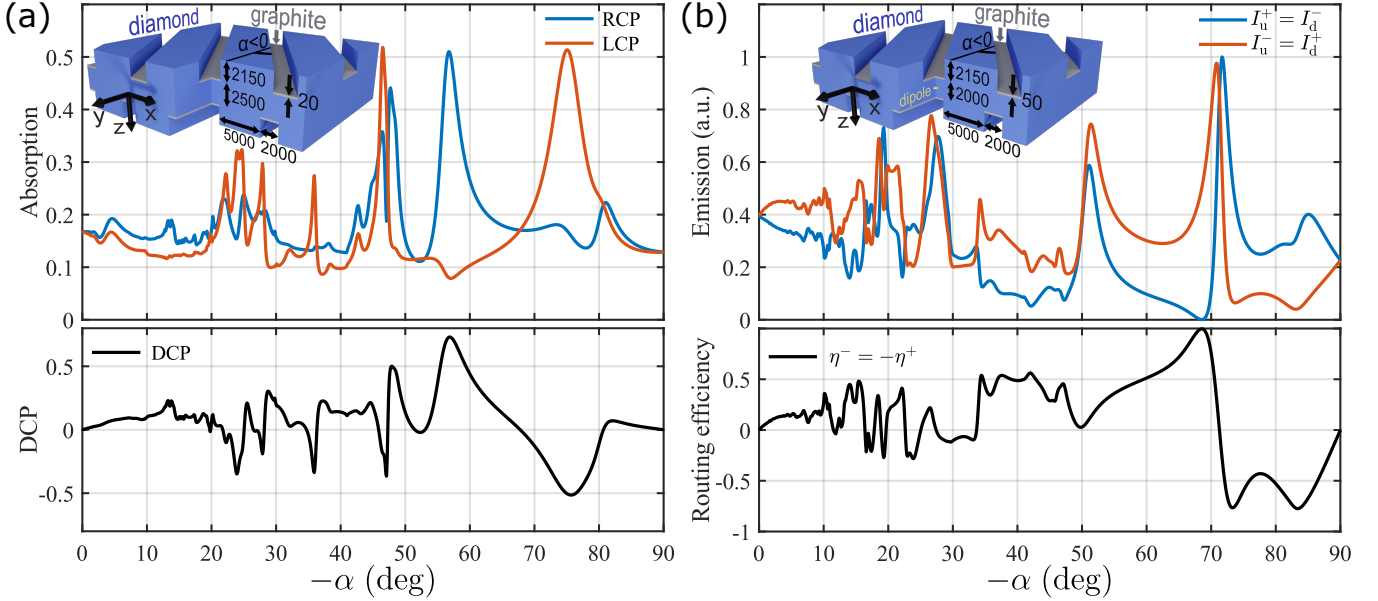 (a)
diamond
graphite
RCP
LCP
α<0
2150
2500
20
5000
2000
y
z
x
Absorption
0.5
0.4
0.3
0.2
0.1
0
DCP
DCP
0.5
0
-0.5
0 10 20 30 40 50 60 70 80 90
−α (deg)
(b)
diamond
graphite
I_u^+ = I_d^-
I_u^- = I_d^+
α<0
2150
2000
dipole
50
5000
2000
y
z
x
Emission (a.u.)
1
0.8
0.6
0.4
0.2
0
η^- = −η^+
Routing efficiency
0.5
0
-0.5
-1
0 10 20 30 40 50 60 70 80 90
−α (deg)